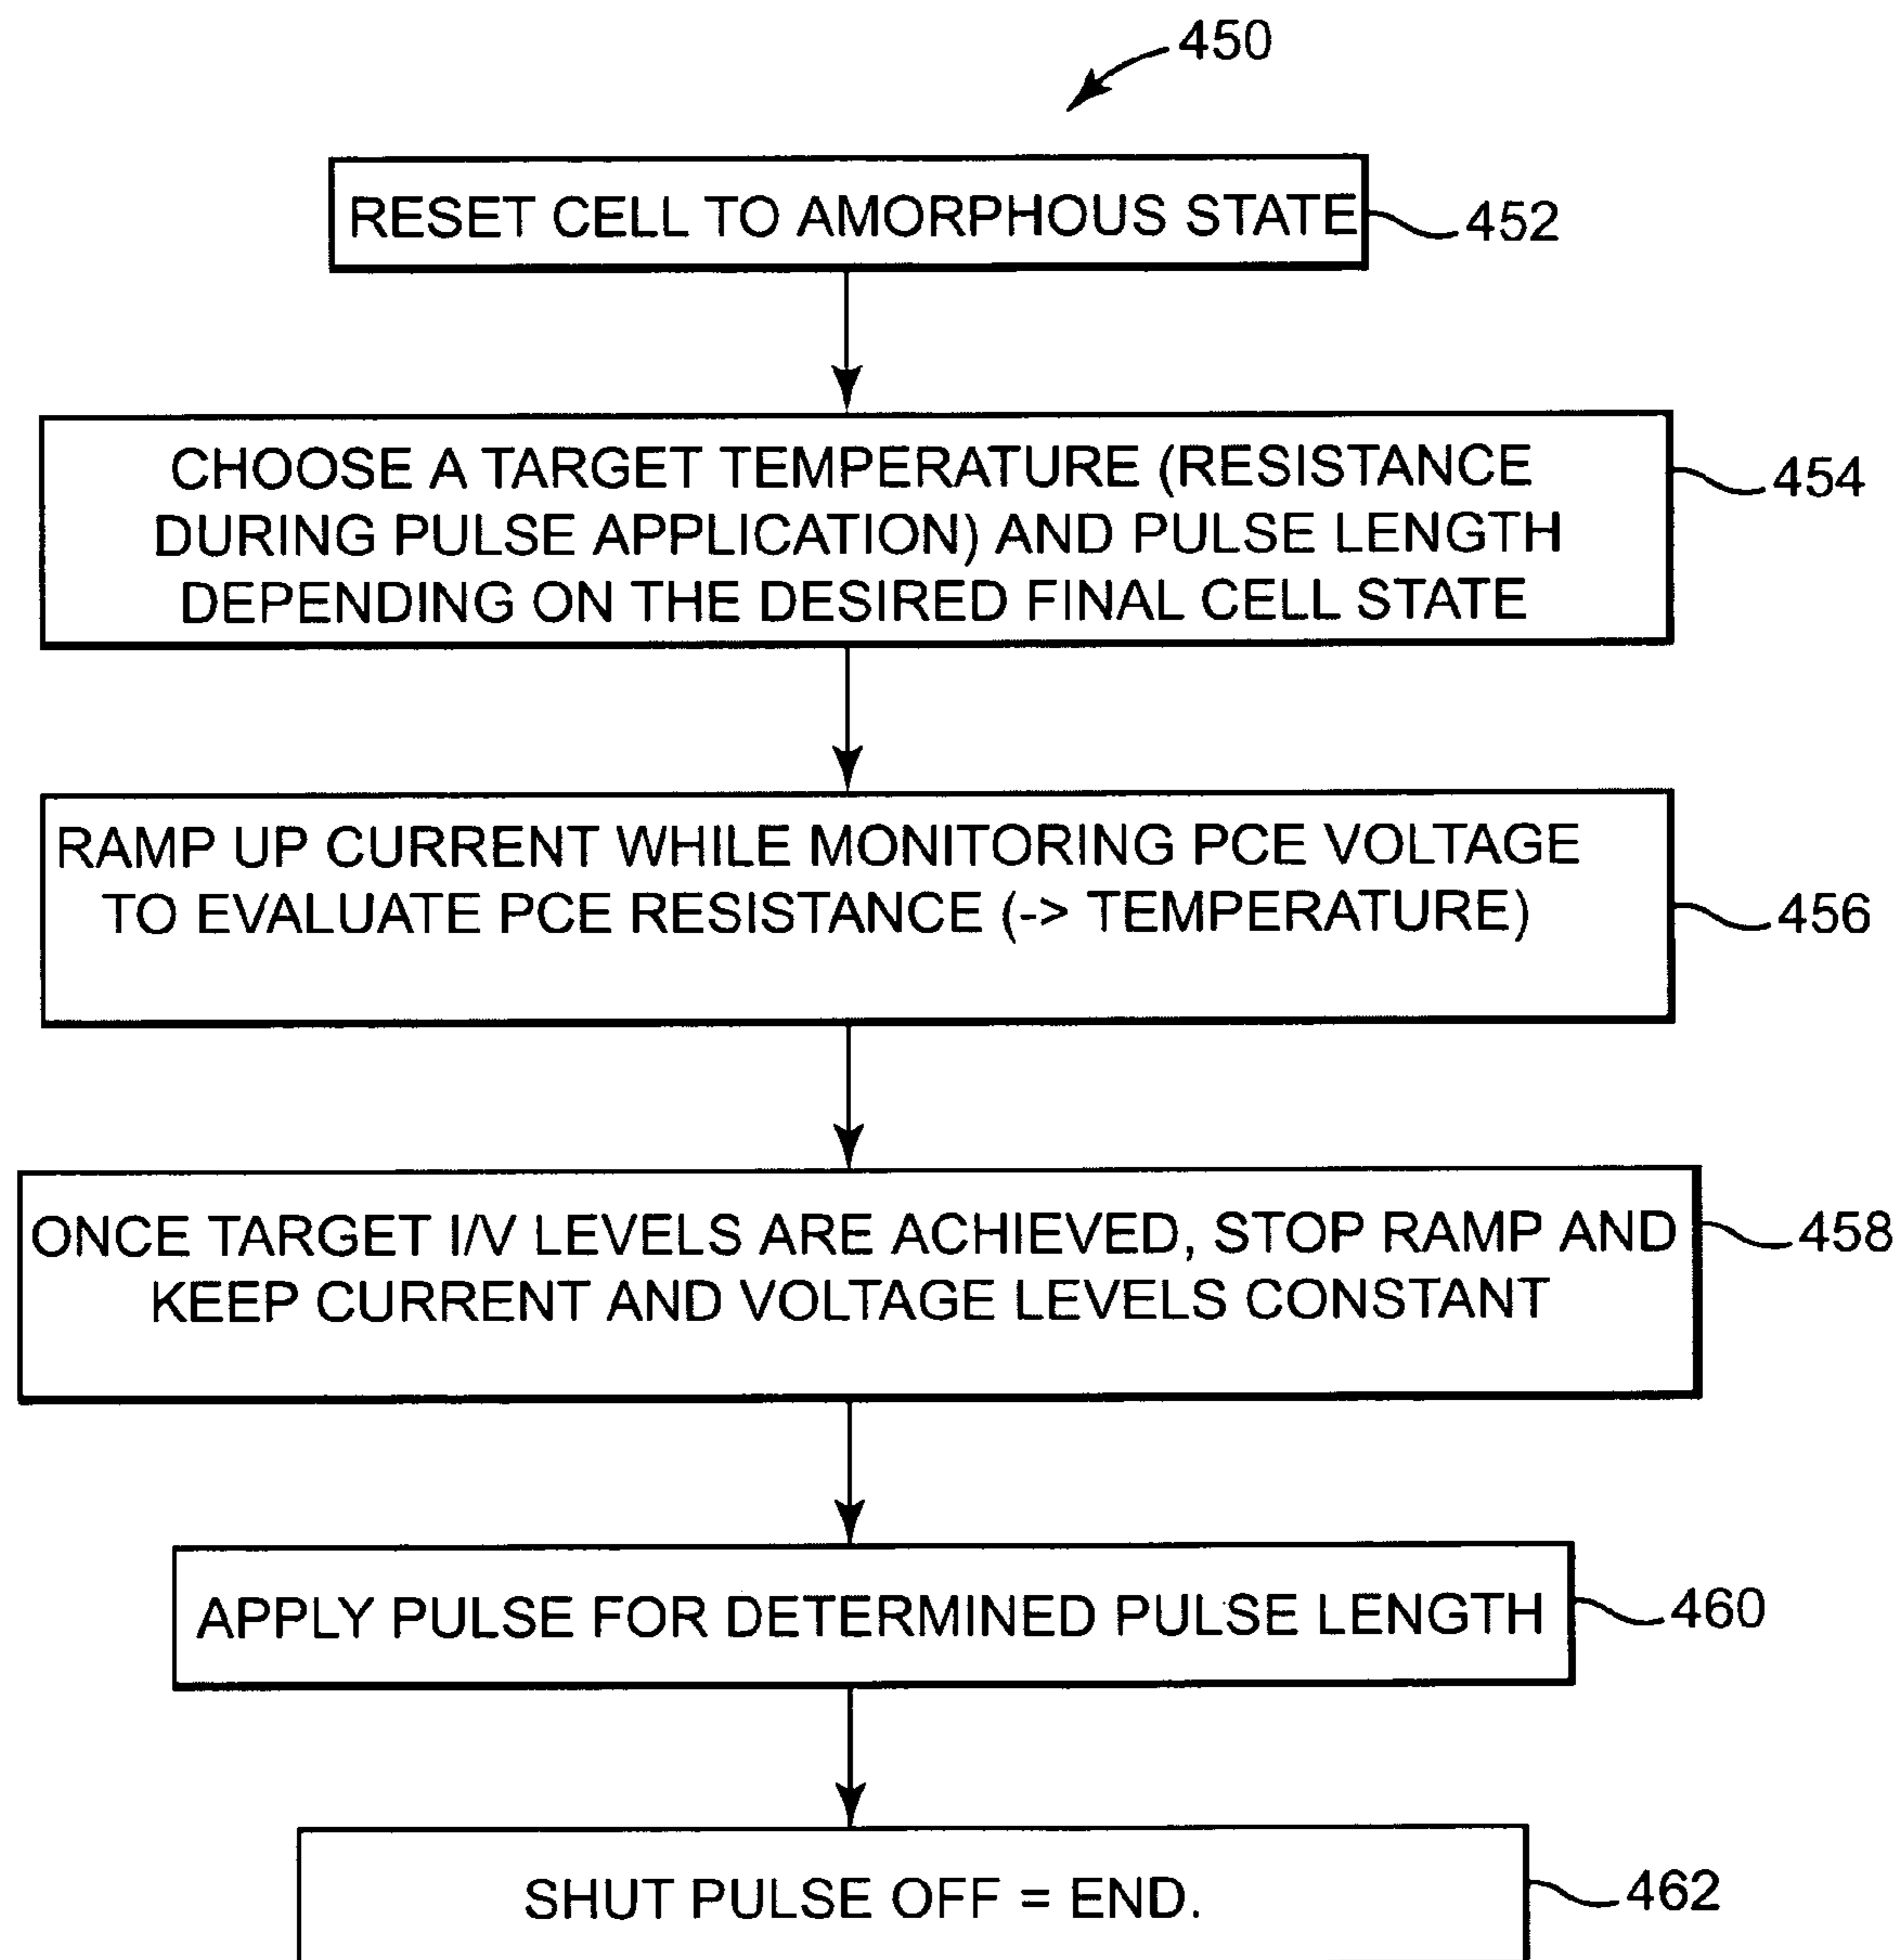 450
RESET CELL TO AMORPHOUS STATE
452
CHOOSE A TARGET TEMPERATURE (RESISTANCE
DURING PULSE APPLICATION) AND PULSE LENGTH
DEPENDING ON THE DESIRED FINAL CELL STATE
454
RAMP UP CURRENT WHILE MONITORING PCE VOLTAGE
TO EVALUATE PCE RESISTANCE (-> TEMPERATURE)
456
ONCE TARGET I/V LEVELS ARE ACHIEVED, STOP RAMP AND
KEEP CURRENT AND VOLTAGE LEVELS CONSTANT
458
APPLY PULSE FOR DETERMINED PULSE LENGTH
460
SHUT PULSE OFF = END.
462